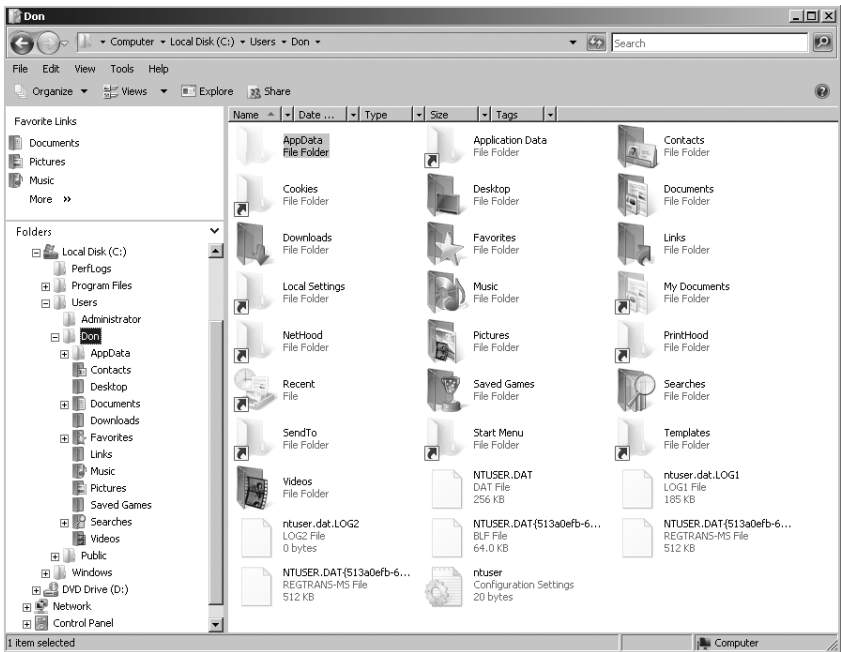 Don
Computer ▸ Local Disk (C:) ▸ Users ▸ Don ▸
Search
File Edit View Tools Help
Organize Views Explore Share
Name Date ... Type Size Tags
Favorite Links
Documents
Pictures
Music
More »
Folders
Local Disk (C:)
PerfLogs
Program Files
Users
Administrator
Don
AppData
Contacts
Desktop
Documents
Downloads
Favorites
Links
Music
Pictures
Saved Games
Searches
Videos
Public
Windows
DVD Drive (D:)
Network
Control Panel
AppData
File Folder
Application Data
File Folder
Contacts
File Folder
Cookies
File Folder
Desktop
File Folder
Documents
File Folder
Downloads
File Folder
Favorites
File Folder
Links
File Folder
Local Settings
File Folder
Music
File Folder
My Documents
File Folder
NetHood
File Folder
Pictures
File Folder
PrintHood
File Folder
Recent
File
Saved Games
File Folder
Searches
File Folder
SendTo
File Folder
Start Menu
File Folder
Templates
File Folder
Videos
File Folder
NTUSER.DAT
DAT File
256 KB
ntuser.dat.LOG1
LOG1 File
185 KB
ntuser.dat.LOG2
LOG2 File
0 bytes
NTUSER.DAT{513a0efb-6...
BLF File
64.0 KB
NTUSER.DAT{513a0efb-6...
REGTRANS-MS File
512 KB
NTUSER.DAT{513a0efb-6...
REGTRANS-MS File
512 KB
ntuser
Configuration Settings
20 bytes
1 item selected
Computer